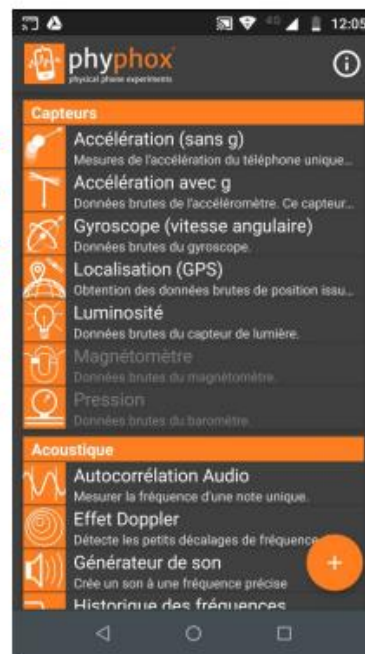 4G 12:05
phyphox
physical phone experiments
Capteurs
Accélération (sans g)
Mesures de l'accélération du téléphone unique...
Accélération avec g
Données brutes de l'accéléromètre. Ce capteur...
Gyroscope (vitesse angulaire)
Données brutes du gyroscope.
Localisation (GPS)
Obtention des données brutes de position issu...
Luminosité
Données brutes du capteur de lumière.
Magnétomètre
Données brutes du magnétomètre.
Pression
Données brutes du baromètre.
Acoustique
Autocorrélation Audio
Mesurer la fréquence d'une note unique.
Effet Doppler
Détecte les petits décalages de fréquence
Générateur de son
Crée un son à une fréquence précise
Historique des fréquences